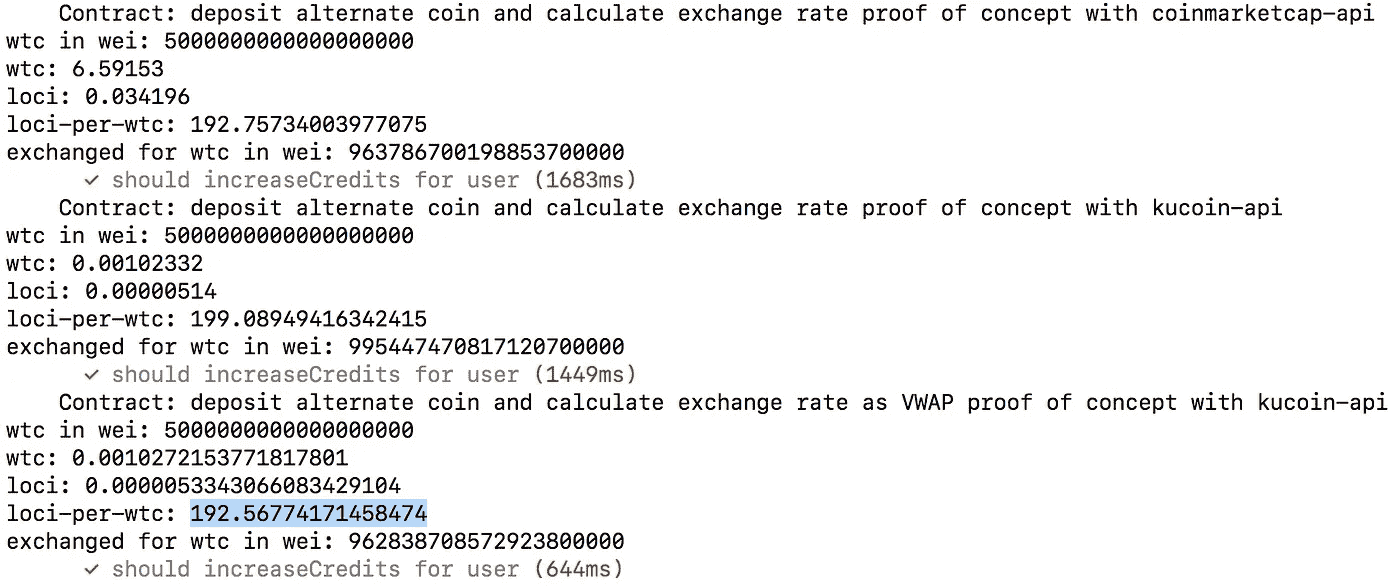 Contract: deposit alternate coin and calculate exchange rate proof of concept with coinmarketcap-api
wtc in wei: 5000000000000000000
wtc: 6.59153
loci: 0.034196
loci-per-wtc: 192.75734003977075
exchanged for wtc in wei: 963786700198853700000
✓ should increaseCredits for user (1683ms)
Contract: deposit alternate coin and calculate exchange rate proof of concept with kucoin-api
wtc in wei: 5000000000000000000
wtc: 0.00102332
loci: 0.00000514
loci-per-wtc: 199.08949416342415
exchanged for wtc in wei: 995447470817120700000
✓ should increaseCredits for user (1449ms)
Contract: deposit alternate coin and calculate exchange rate as VWAP proof of concept with kucoin-api
wtc in wei: 5000000000000000000
wtc: 0.0010272153771817801
loci: 0.0000053343066083429104
loci-per-wtc: 192.56774171458474
exchanged for wtc in wei: 962838708572923800000
✓ should increaseCredits for user (644ms)